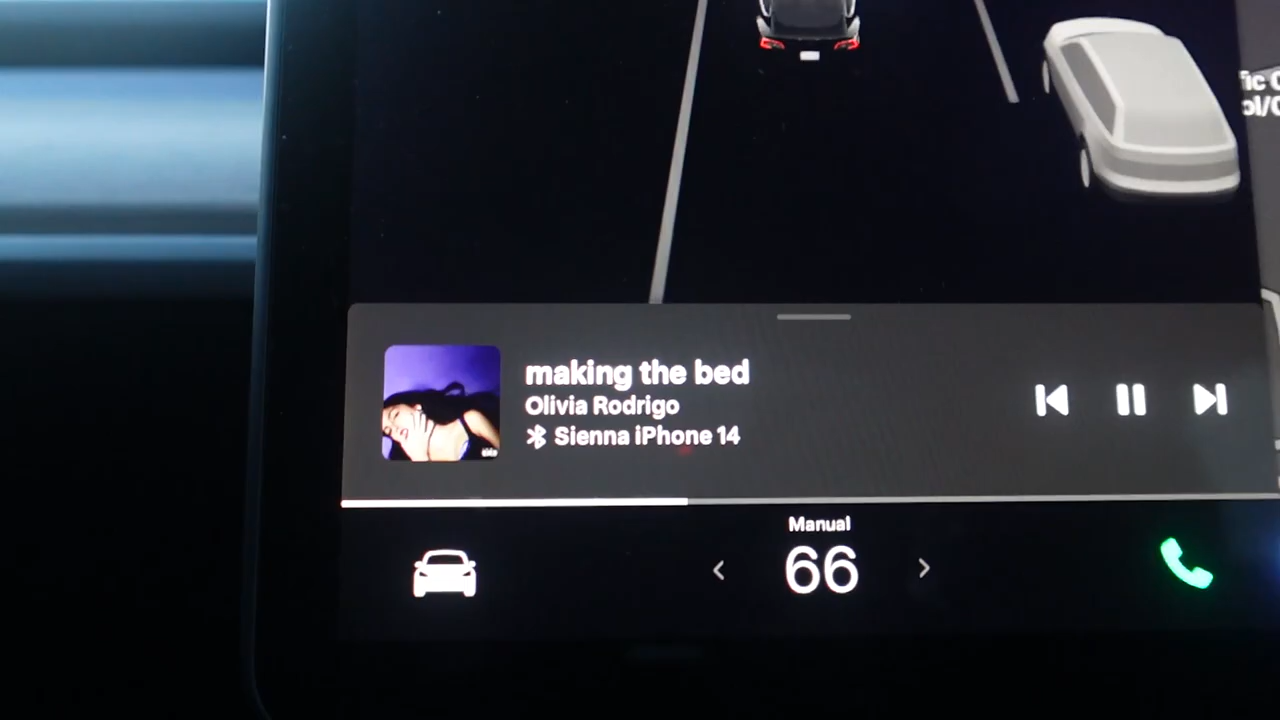 making the bed
Olivia Rodrigo
Sienna iPhone 14
Manual
66